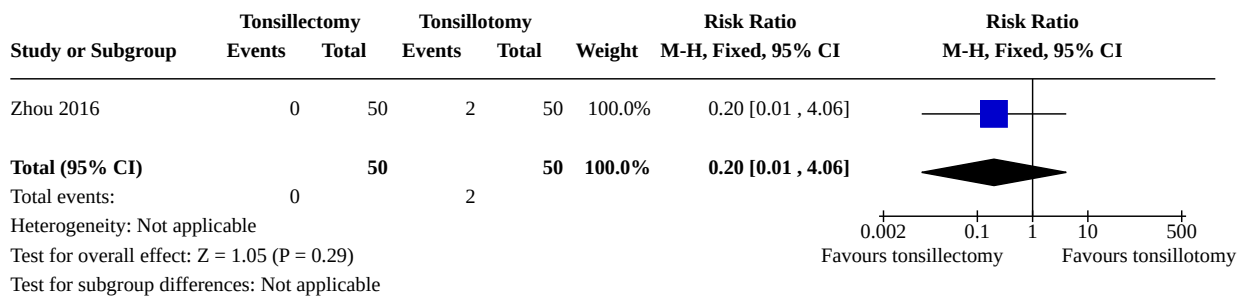 Tonsillectomy Tonsillotomy Risk Ratio Risk Ratio
Study or Subgroup Events Total Events Total Weight M-H, Fixed, 95% CI M-H, Fixed, 95% CI
Zhou 2016 0 50 2 50 100.0% 0.20 [0.01 , 4.06]
Total (95% CI) 50 50 100.0% 0.20 [0.01 , 4.06]
Total events: 0 2
Heterogeneity: Not applicable
0.002 0.1 1 10 500
Test for overall effect: Z = 1.05 (P = 0.29) Favours tonsillectomy Favours tonsillotomy
Test for subgroup differences: Not applicable